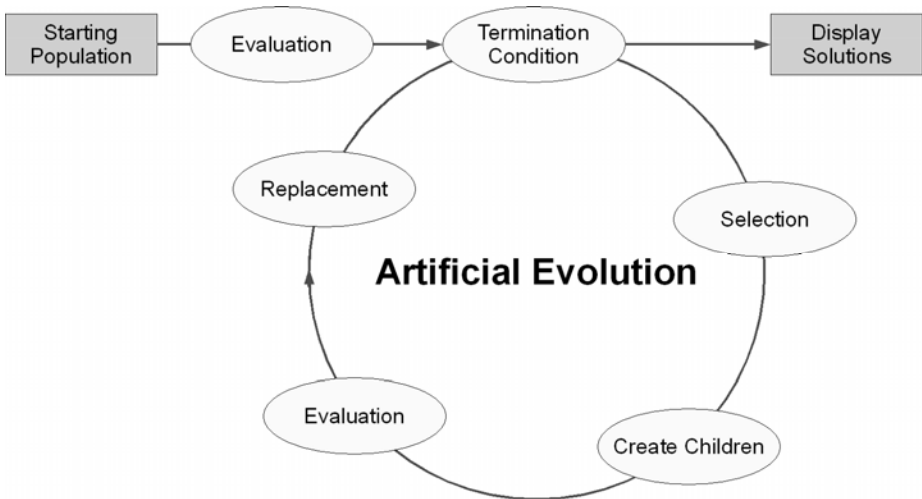 Starting
Population
Evaluation
Termination
Condition
Display
Solutions
Replacement
Selection
Artificial Evolution
Evaluation
Create Children